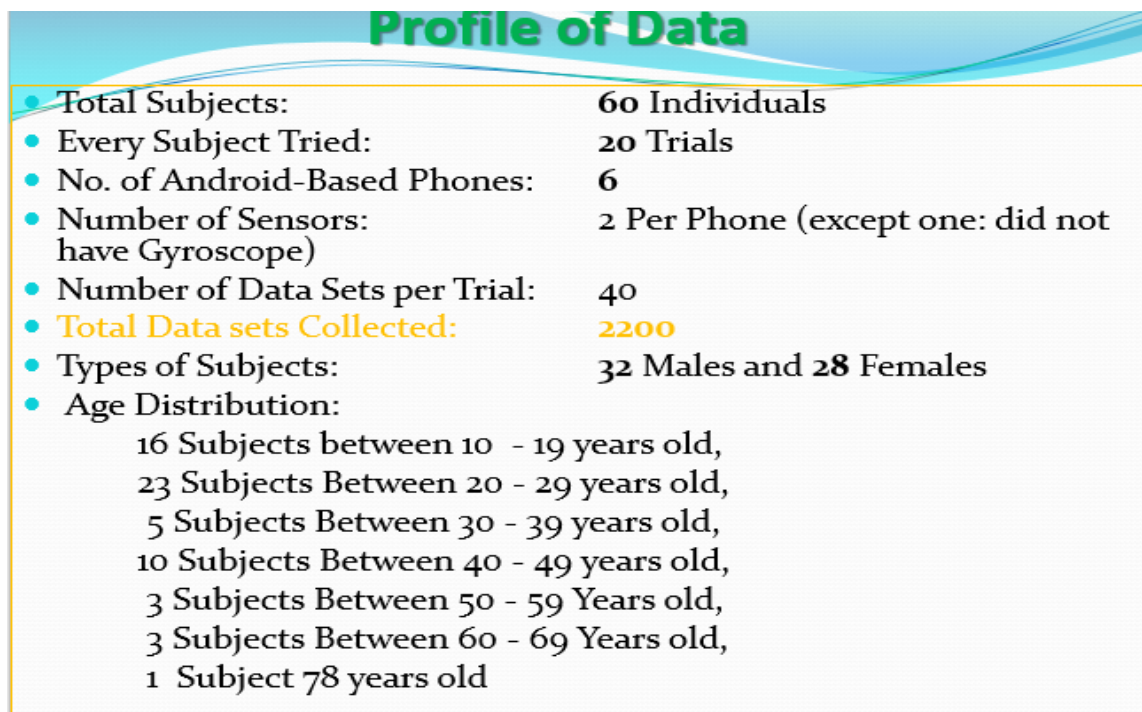 Profile of Data
Total Subjects: 60 Individuals
Every Subject Tried: 20 Trials
No. of Android-Based Phones: 6
Number of Sensors: 2 Per Phone (except one: did not
have Gyroscope)
Number of Data Sets per Trial: 40
Total Data sets Collected: 2200
Types of Subjects: 32 Males and 28 Females
Age Distribution:
16 Subjects between 10 - 19 years old,
23 Subjects Between 20 - 29 years old,
5 Subjects Between 30 - 39 years old,
10 Subjects Between 40 - 49 years old,
3 Subjects Between 50 - 59 Years old,
3 Subjects Between 60 - 69 Years old,
1 Subject 78 years old